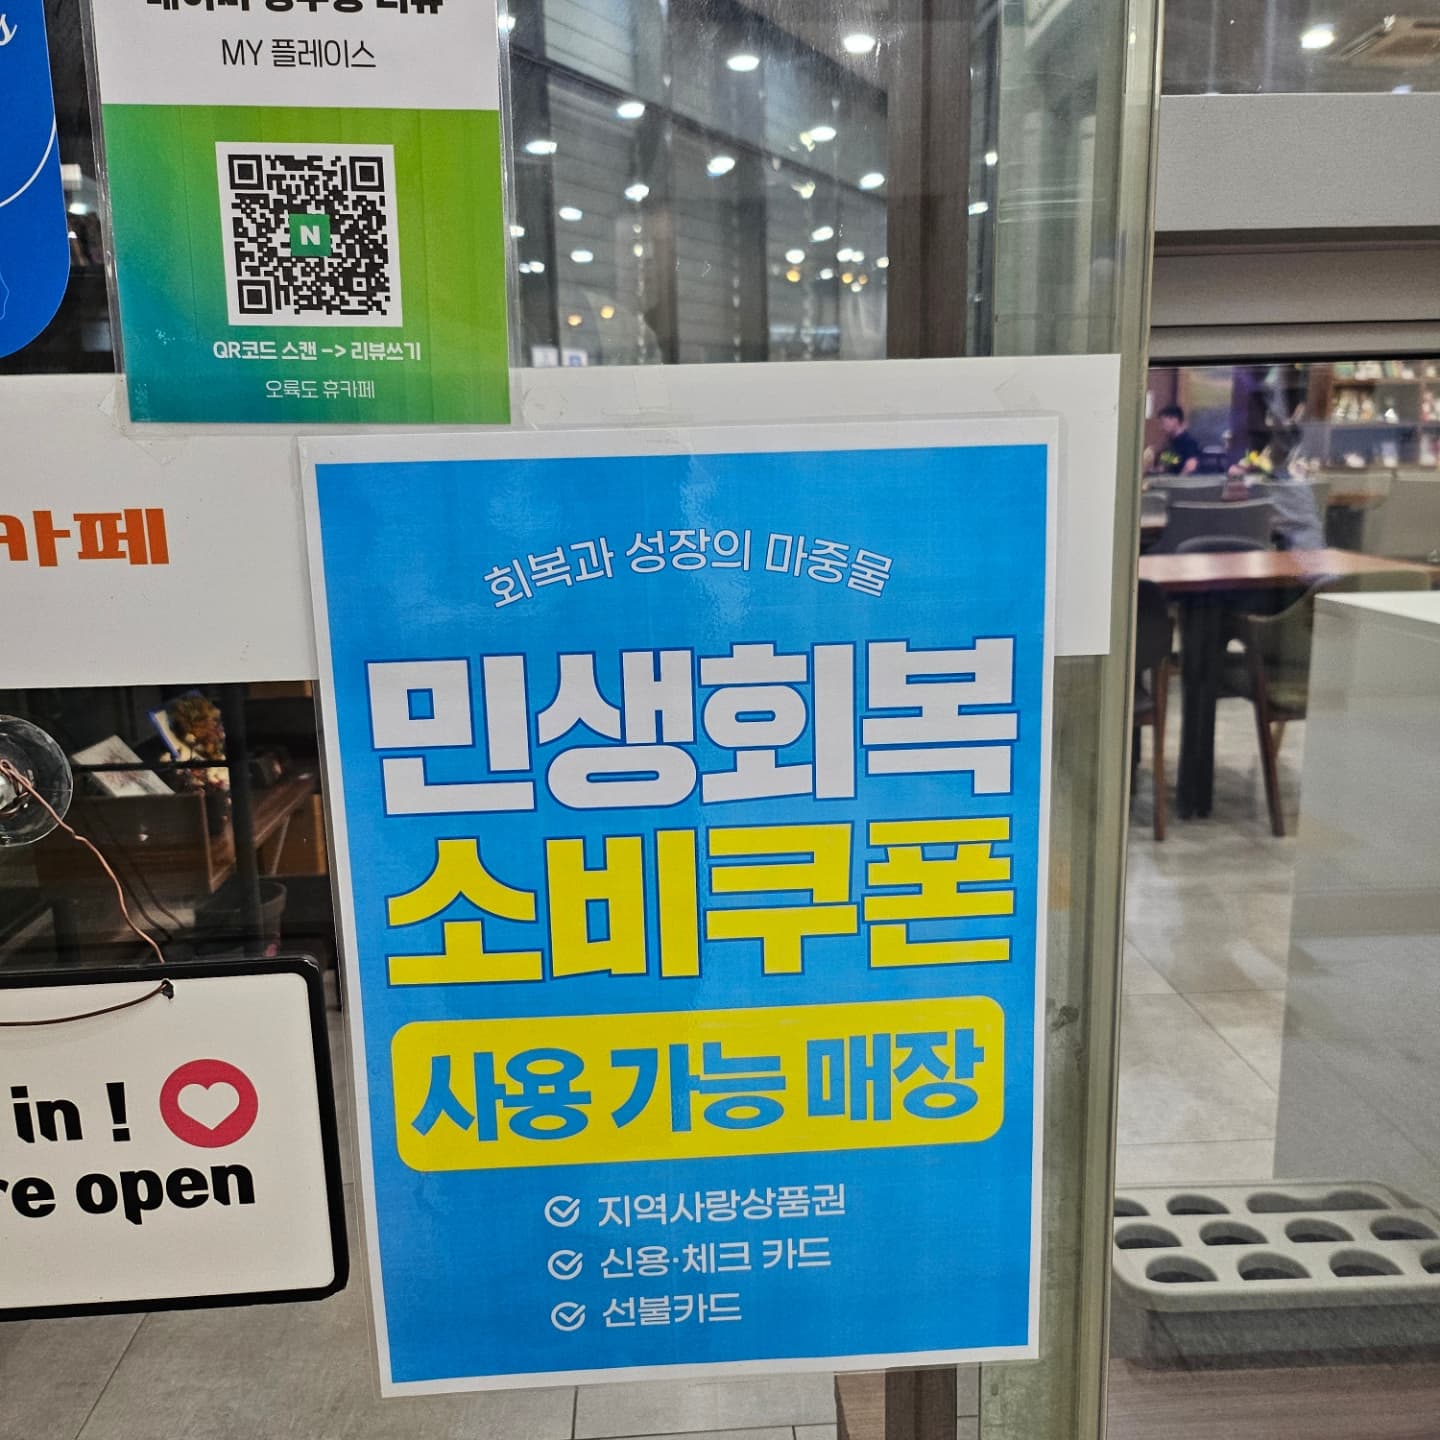 MY 플레이스
N
QR코드 스캔 -> 리뷰쓰기
오륙도 휴카페
카페
회복과 성장의 마중물
민생회복
소비쿠폰
사용 가능 매장
지역사랑상품권
신용·체크 카드
선불카드
in !
open